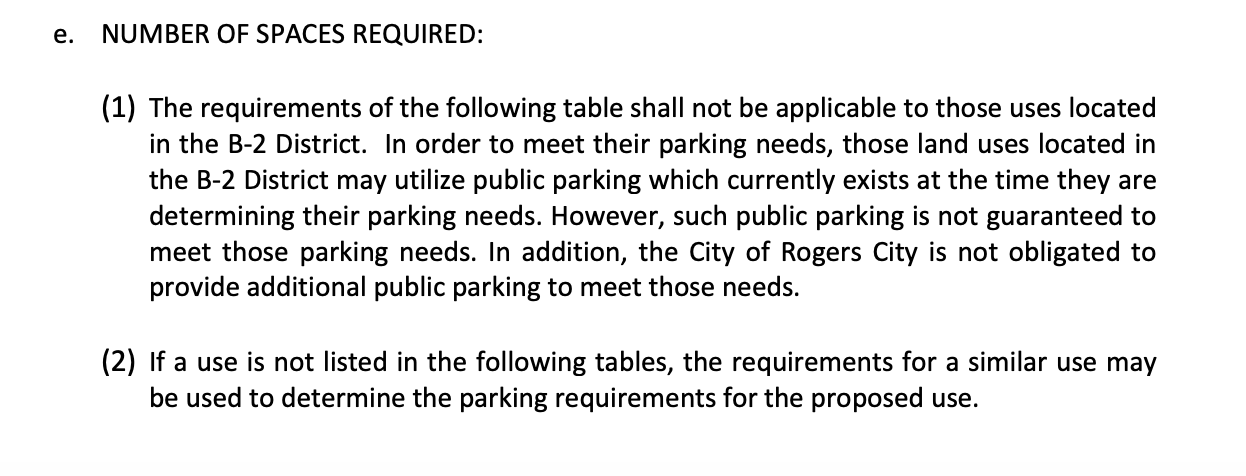 e. NUMBER OF SPACES REQUIRED:
(1) The requirements of the following table shall not be applicable to those uses located
in the B-2 District. In order to meet their parking needs, those land uses located in
the B-2 District may utilize public parking which currently exists at the time they are
determining their parking needs. However, such public parking is not guaranteed to
meet those parking needs. In addition, the City of Rogers City is not obligated to
provide additional public parking to meet those needs.
(2) If a use is not listed in the following tables, the requirements for a similar use may
be used to determine the parking requirements for the proposed use.